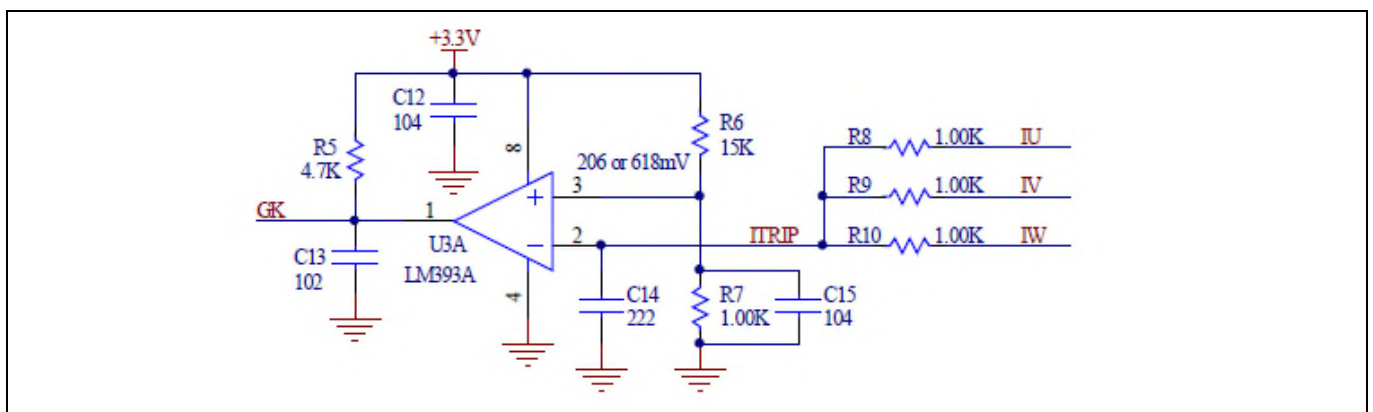 +3.3V
C12
104
R6
15K
R5
4.7K
8
206 or 618mV
R8
1.00K
IU
3
R9
1.00K
IV
GK
1
+
U3A
LM393A
−
2
ITRIP
R10
1.00K
IW
C13
102
4
C14
222
R7
1.00K
C15
104